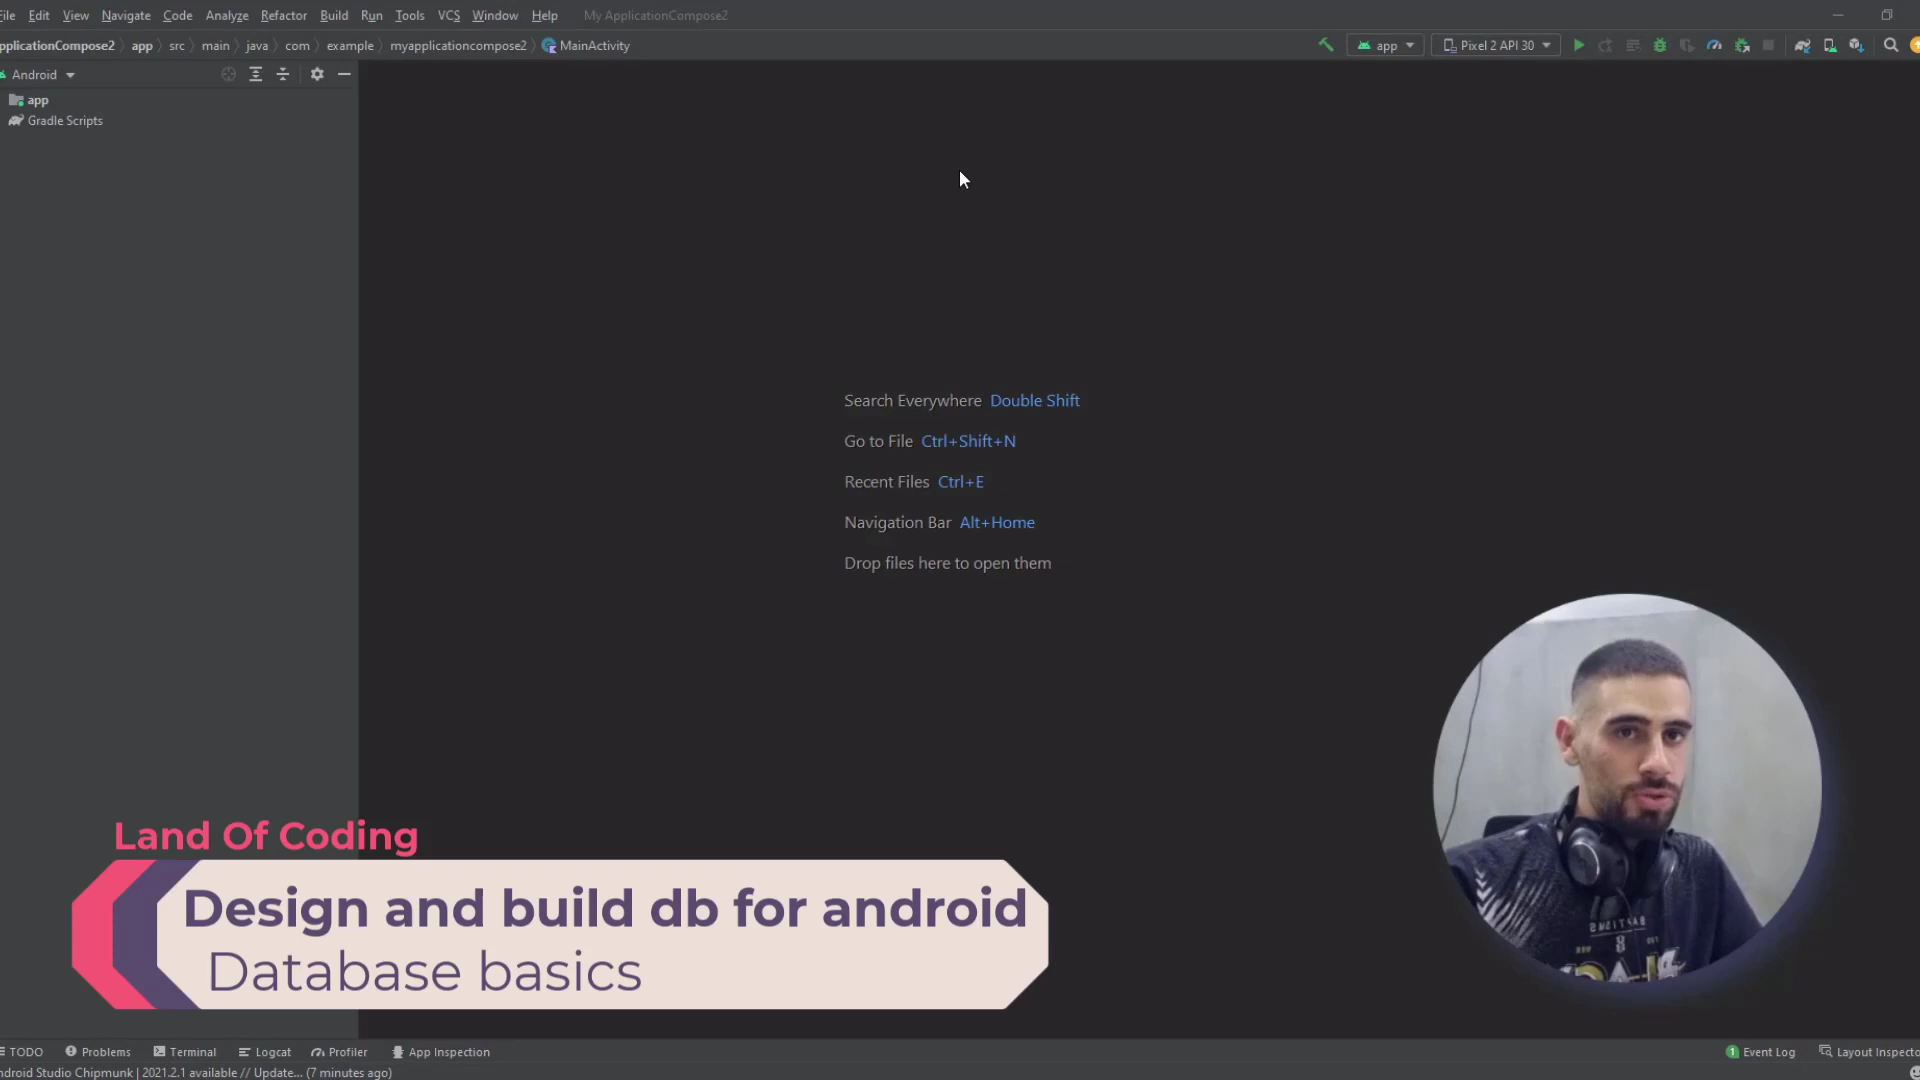 File Edit View Navigate Code Analyze Refactor Build Run Tools VCS Window Help My ApplicationCompose2
pplicationCompose2 app src main java com example myapplicationcompose2 MainActivity app Pixel 2 API 30
Android
app
Gradle Scripts
Search Everywhere Double Shift
Go to File Ctrl+Shift+N
Recent Files Ctrl+E
Navigation Bar Alt+Home
Drop files here to open them
Land Of Coding
Design and build db for android
Database basics
TODO Problems Terminal Logcat Profiler App Inspection 1 Event Log Layout Inspecto
ndroid Studio Chipmunk | 2021.2.1 available // Update... (7 minutes ago)